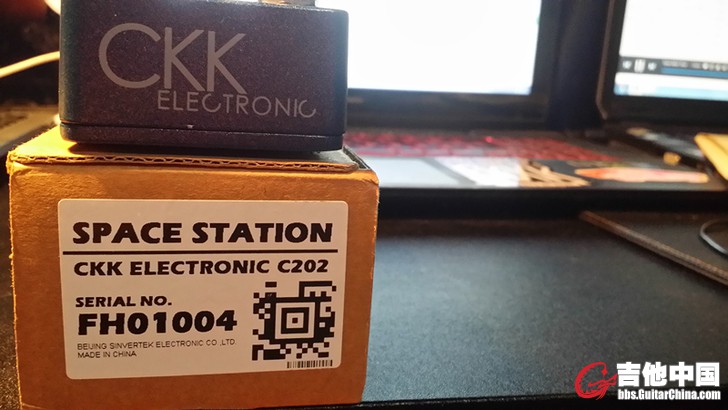 CKK
ELECTRONIC
SPACE STATION
CKK ELECTRONIC C202
SERIAL NO.
FH01004
BEIJING SINVERTEK ELECTRONIC CO.,LTD.
MADE IN CHINA
吉他中国
bbs.GuitarChina.com